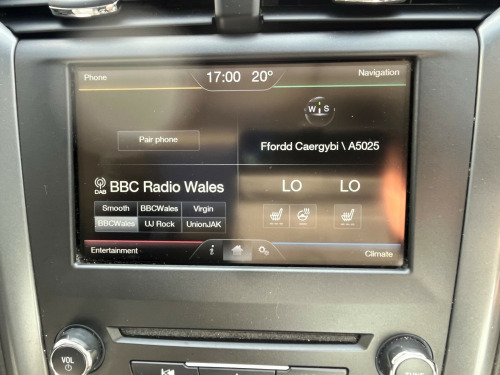 Phone
17:00 20°
Navigation
W S
Pair phone
Ffordd Caergybi \ A5025
DAB
BBC Radio Wales
LO LO
Smooth BBCWales Virgin
BBCWales UJ Rock UnionJAK
Entertainment
i
Climate
VOL
TUNE